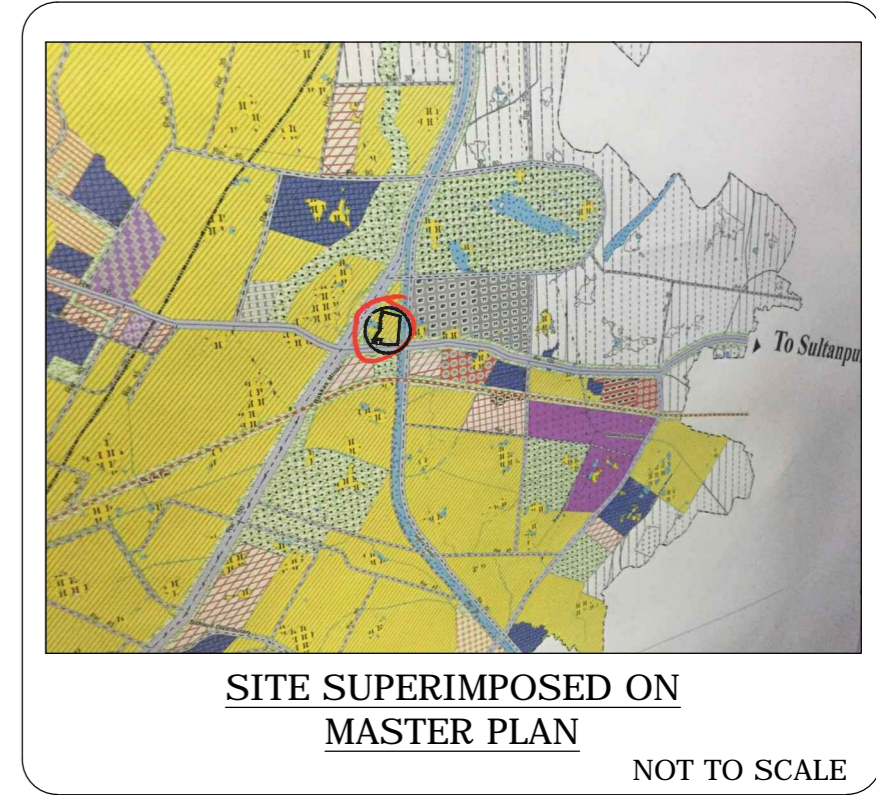 To Sultanpu
SITE SUPERIMPOSED ON
MASTER PLAN
NOT TO SCALE